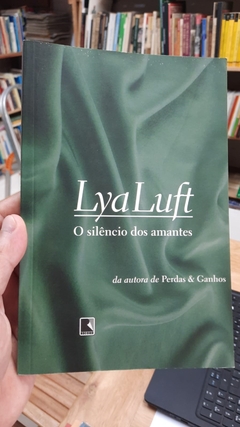 Lya Luft
O silêncio dos amantes
da autora de Perdas & Ganhos